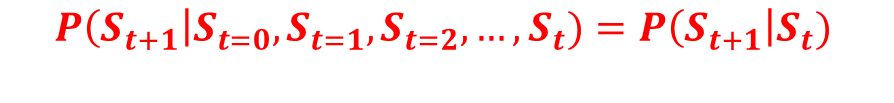 P(S_{t+1}|S_{t=0}, S_{t=1}, S_{t=2}, …, S_t) = P(S_{t+1}|S_t)